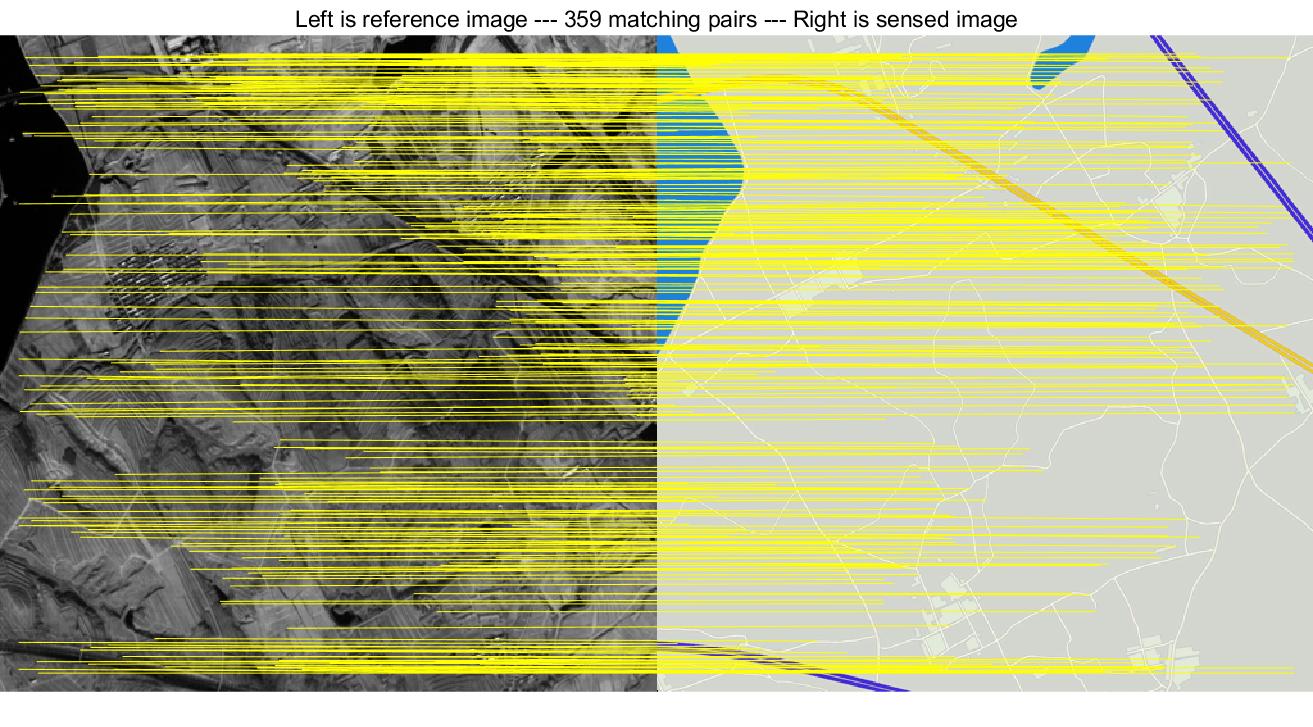 Left is reference image --- 359 matching pairs --- Right is sensed image